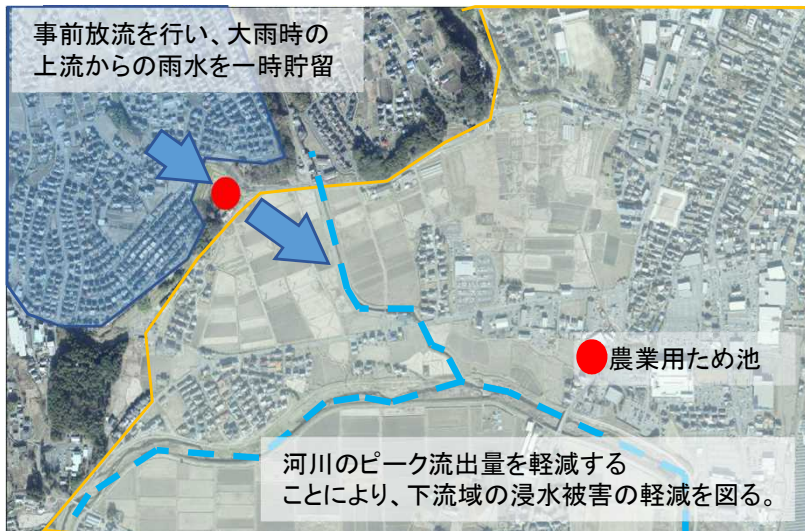 事前放流を行い、大雨時の
上流からの雨水を一時貯留
農業用ため池
河川のピーク流出量を軽減する
ことにより、下流域の浸水被害の軽減を図る。